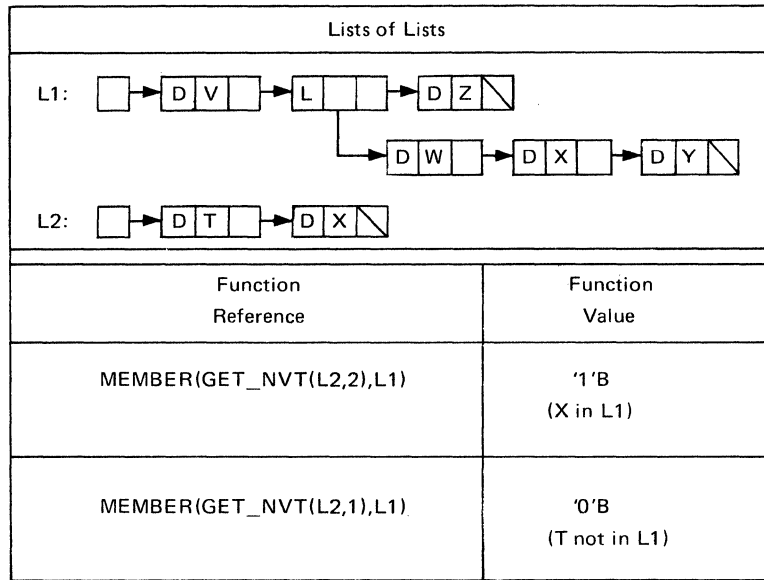 Lists of Lists
L1: D V L D Z
D W D X D Y
L2: D T D X
Function Reference
Function Value
MEMBER(GET_NVT(L2,2),L1)
'1'B
(X in L1)
MEMBER(GET_NVT(L2,1),L1)
'0'B
(T not in L1)